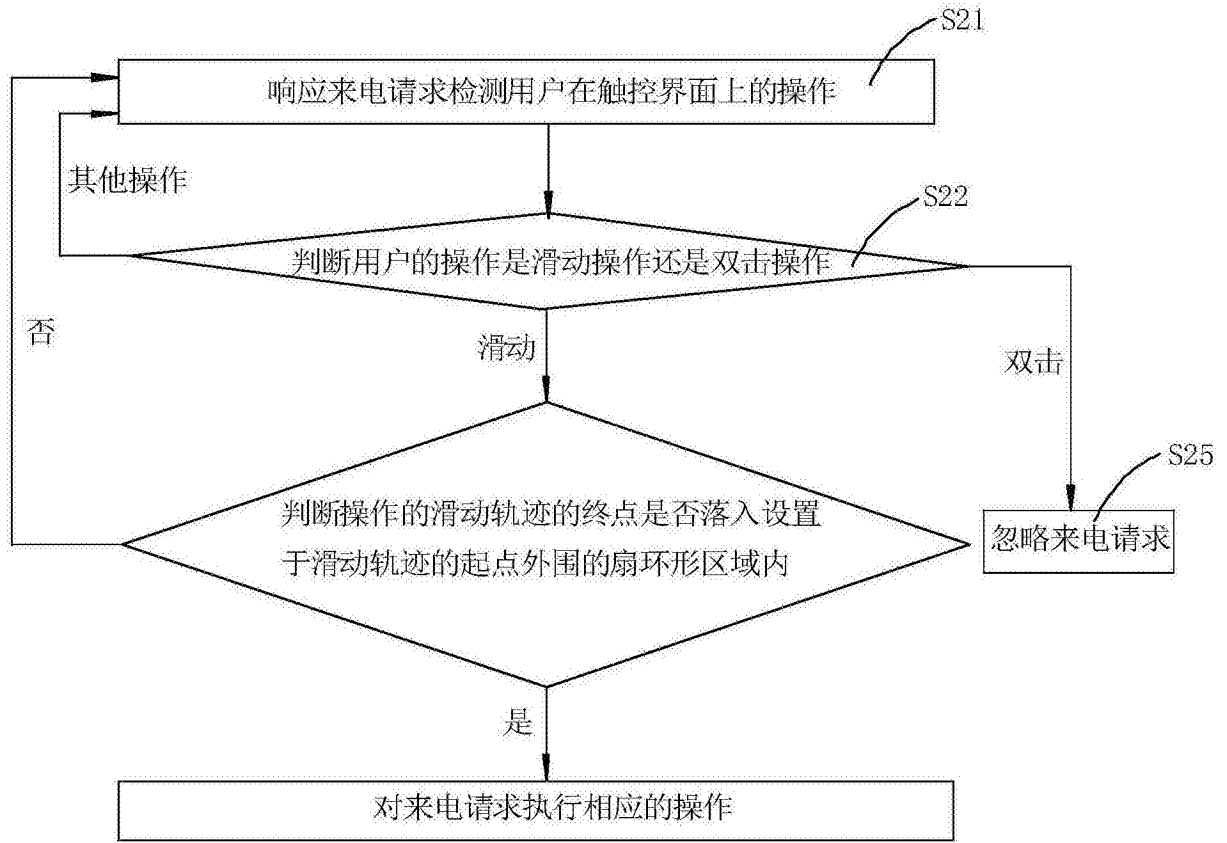 S21
响应来电请求检测用户在触控界面上的操作
其他操作
S22
判断用户的操作是滑动操作还是双击操作
否
滑动
双击
S25
判断操作的滑动轨迹的终点是否落入设置
于滑动轨迹的起点外围的扇环形区域内
忽略来电请求
是
对来电请求执行相应的操作